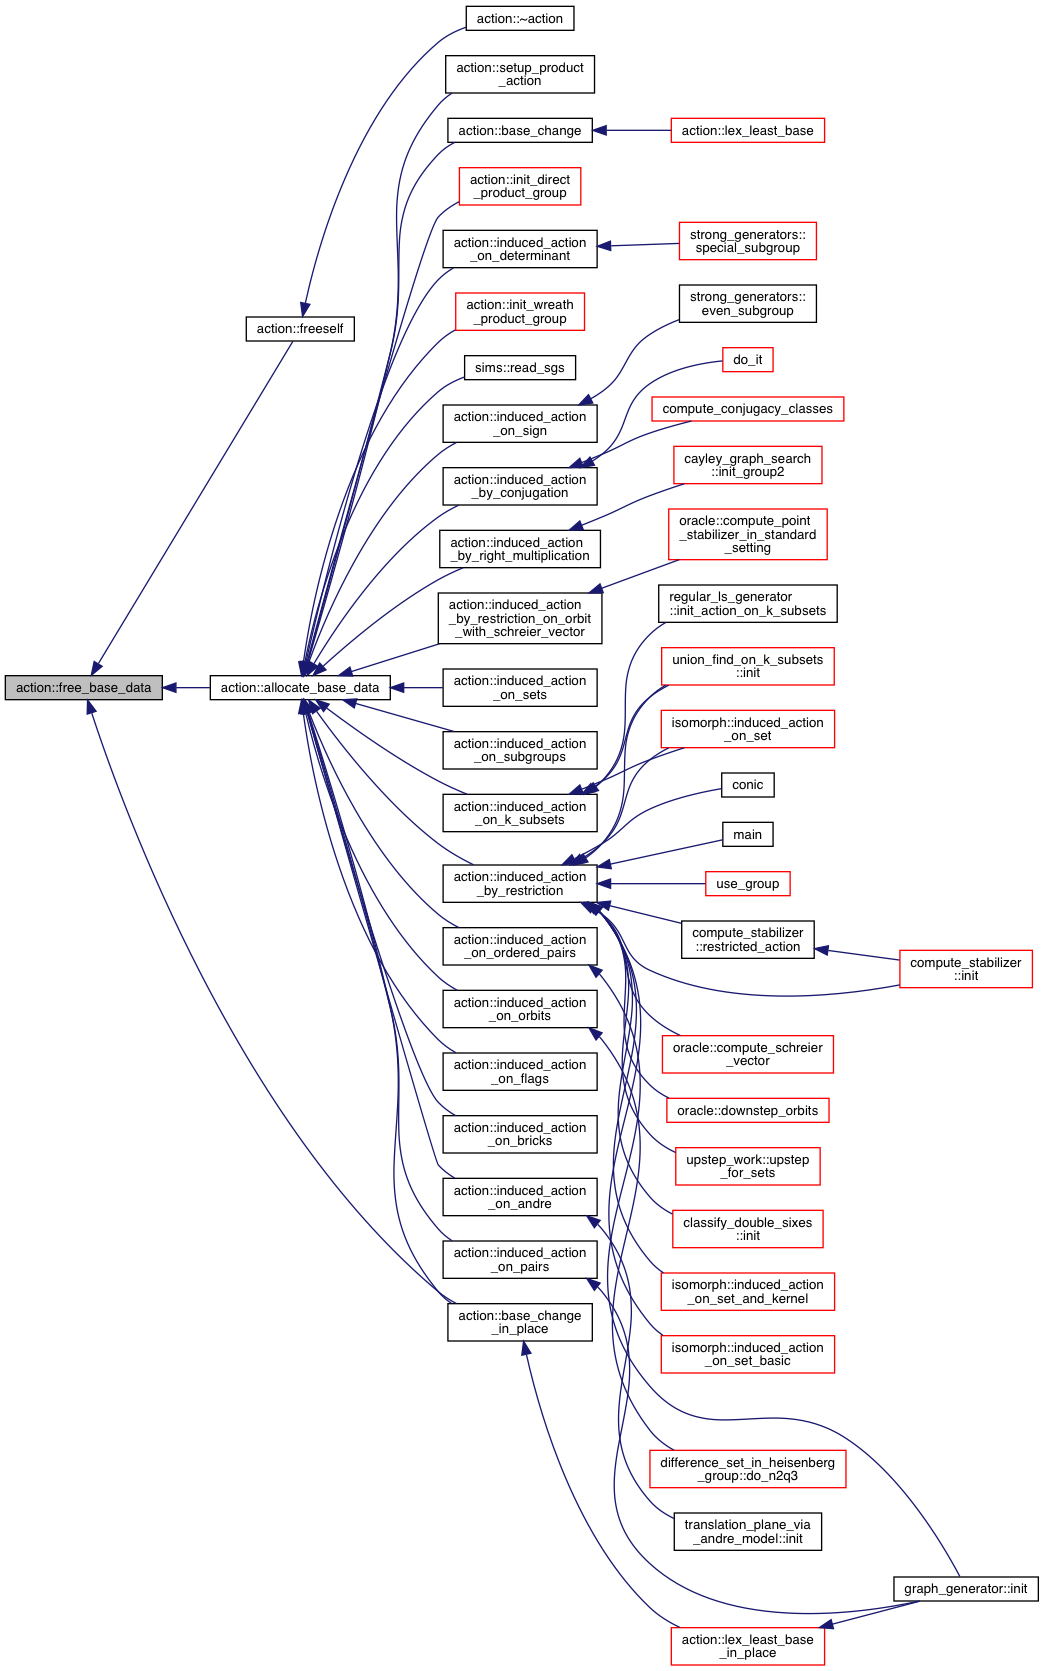 action::~action
action::setup_product
_action
action::base_change
action::lex_least_base
action::init_direct
_product_group
action::induced_action
_on_determinant
strong_generators::
special_subgroup
action::init_wreath
_product_group
strong_generators::
even_subgroup
action::freeself
sims::read_sgs
do_it
action::induced_action
_on_sign
compute_conjugacy_classes
action::induced_action
_by_conjugation
cayley_graph_search
::init_group2
action::induced_action
_by_right_multiplication
oracle::compute_point
_stabilizer_in_standard
_setting
action::induced_action
_by_restriction_on_orbit
_with_schreier_vector
regular_ls_generator
::init_action_on_k_subsets
action::free_base_data
action::allocate_base_data
action::induced_action
_on_sets
union_find_on_k_subsets
::init
action::induced_action
_on_subgroups
isomorph::induced_action
_on_set
action::induced_action
_on_k_subsets
conic
main
action::induced_action
_by_restriction
use_group
action::induced_action
_on_ordered_pairs
compute_stabilizer
::restricted_action
compute_stabilizer
::init
action::induced_action
_on_orbits
oracle::compute_schreier
_vector
action::induced_action
_on_flags
oracle::downstep_orbits
action::induced_action
_on_bricks
upstep_work::upstep
_for_sets
action::induced_action
_on_andre
classify_double_sixes
::init
action::induced_action
_on_pairs
isomorph::induced_action
_on_set_and_kernel
action::base_change
_in_place
isomorph::induced_action
_on_set_basic
difference_set_in_heisenberg
_group::do_n2q3
translation_plane_via
_andre_model::init
graph_generator::init
action::lex_least_base
_in_place